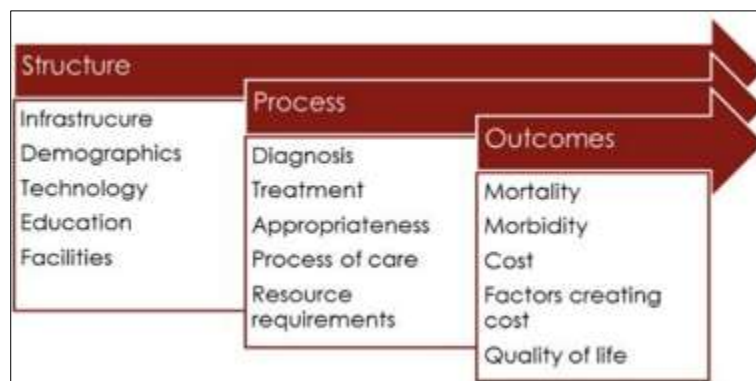 Structure
Infrastrucure
Demographics
Technology
Education
Facilities
Process
Diagnosis
Treatment
Appropriateness
Process of care
Resource
requirements
Outcomes
Mortality
Morbidity
Cost
Factors creating
cost
Quality of life